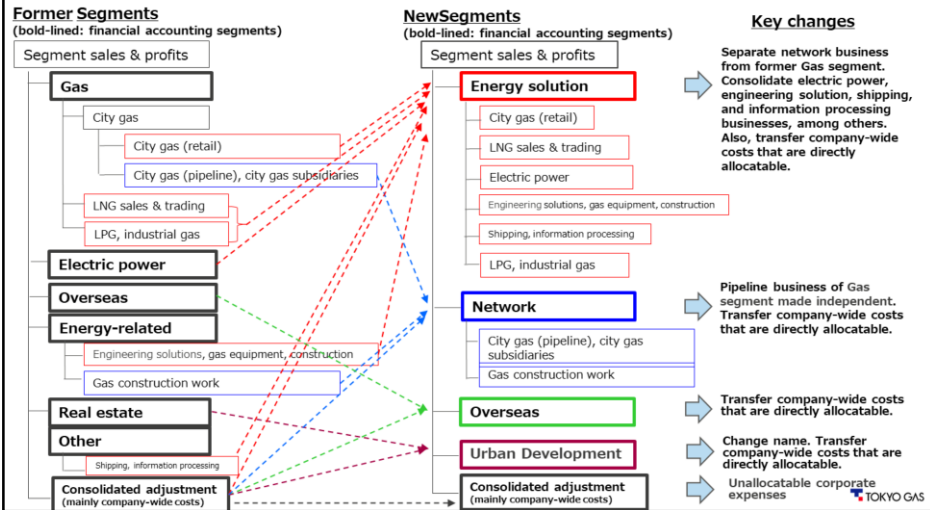 Former Segments
(bold-lined: financial accounting segments)
Segment sales & profits
Gas
City gas
City gas (retail)
City gas (pipeline), city gas subsidiaries
LNG sales & trading
LPG, industrial gas
Electric power
Overseas
Energy-related
Engineering solutions, gas equipment, construction
Gas construction work
Real estate
Other
Shipping, information processing
Consolidated adjustment
(mainly company-wide costs)
NewSegments
(bold-lined: financial accounting segments)
Segment sales & profits
Energy solution
City gas (retail)
LNG sales & trading
Electric power
Engineering solutions, gas equipment, construction
Shipping, information processing
LPG, industrial gas
Network
City gas (pipeline), city gas
subsidiaries
Gas construction work
Overseas
Urban Development
Consolidated adjustment
(mainly company-wide costs)
Key changes
Separate network business
from former Gas segment.
Consolidate electric power,
engineering solution, shipping,
and information processing
businesses, among others.
Also, transfer company-wide
costs that are directly
allocatable.
Pipeline business of Gas
segment made independent.
Transfer company-wide costs
that are directly allocatable.
Transfer company-wide costs
that are directly allocatable.
Change name. Transfer
company-wide costs that are
directly allocatable.
Unallocatable corporate
expenses
TOKYO GAS